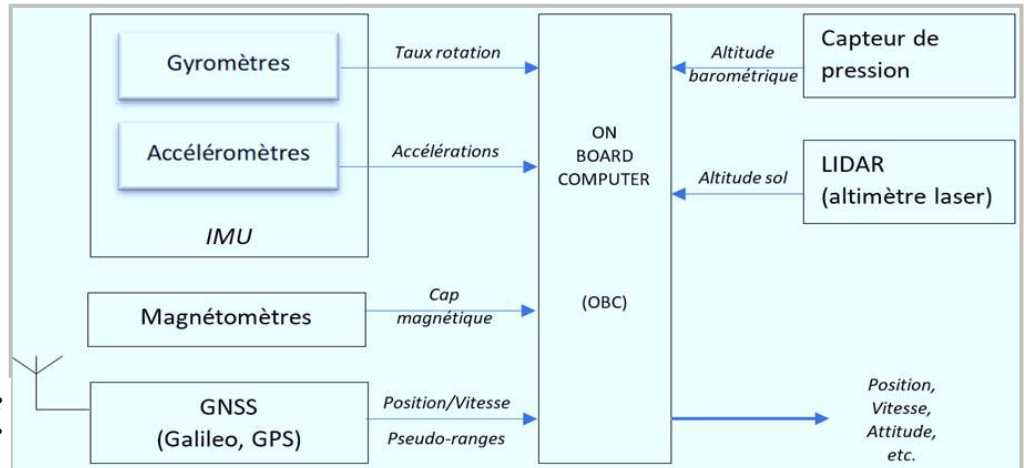 Gyromètres
Taux rotation
Accéléromètres
Accélérations
IMU
Magnétomètres
Cap
magnétique
GNSS
(Galileo, GPS)
Position/Vitesse
Pseudo-ranges
ON
BOARD
COMPUTER
(OBC)
Altitude
barométrique
Capteur de
pression
Altitude sol
LIDAR
(altimètre laser)
Position,
Vitesse,
Attitude,
etc.